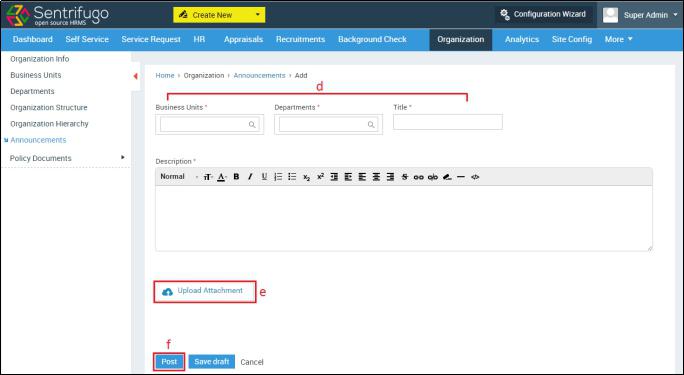 Sentrifugo
open source HRMS
Create New
Configuration Wizard
Super Admin
Dashboard Self Service Service Request HR Appraisals Recruitments Background Check Organization Analytics Site Config More
Organization Info
Business Units
Departments
Organization Structure
Organization Hierarchy
Announcements
Policy Documents
Home › Organization › Announcements › Add
d
Business Units * Departments * Title *
Description *
Normal
B I U x₂ x² S </>
Upload Attachment
e
f
Post Save draft Cancel